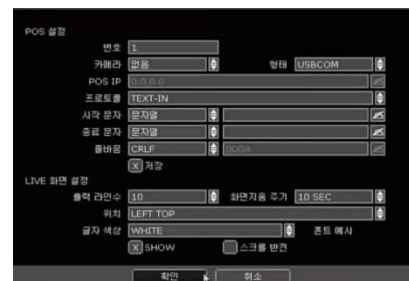 POS 설정
번호 1
카메라 없음 형태 USBCOM
POS IP 0.0.0.0
프로토콜 TEXT-IN
시작 문자 문자열
종료 문자 문자열
줄바꿈 CRLF 0D0A
X 저장
LIVE 화면 설정
출력 라인수 10 화면지움 주기 10 SEC
위치 LEFT TOP
글자 색상 WHITE 폰트 예시
X SHOW 스크롤 반전
확인 취소